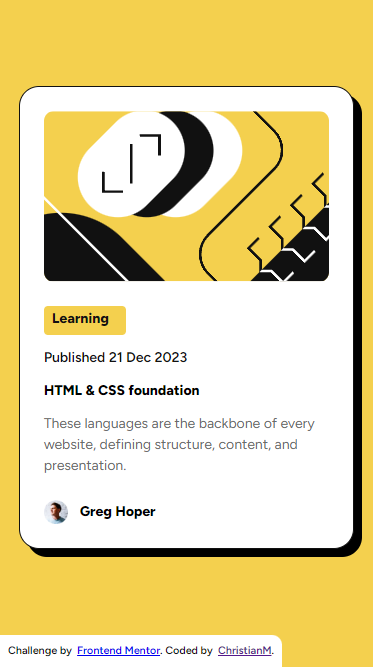 Learning
Published 21 Dec 2023
HTML & CSS foundation
These languages are the backbone of every
website, defining structure, content, and
presentation.
Greg Hoper
Challenge by Frontend Mentor. Coded by ChristianM.